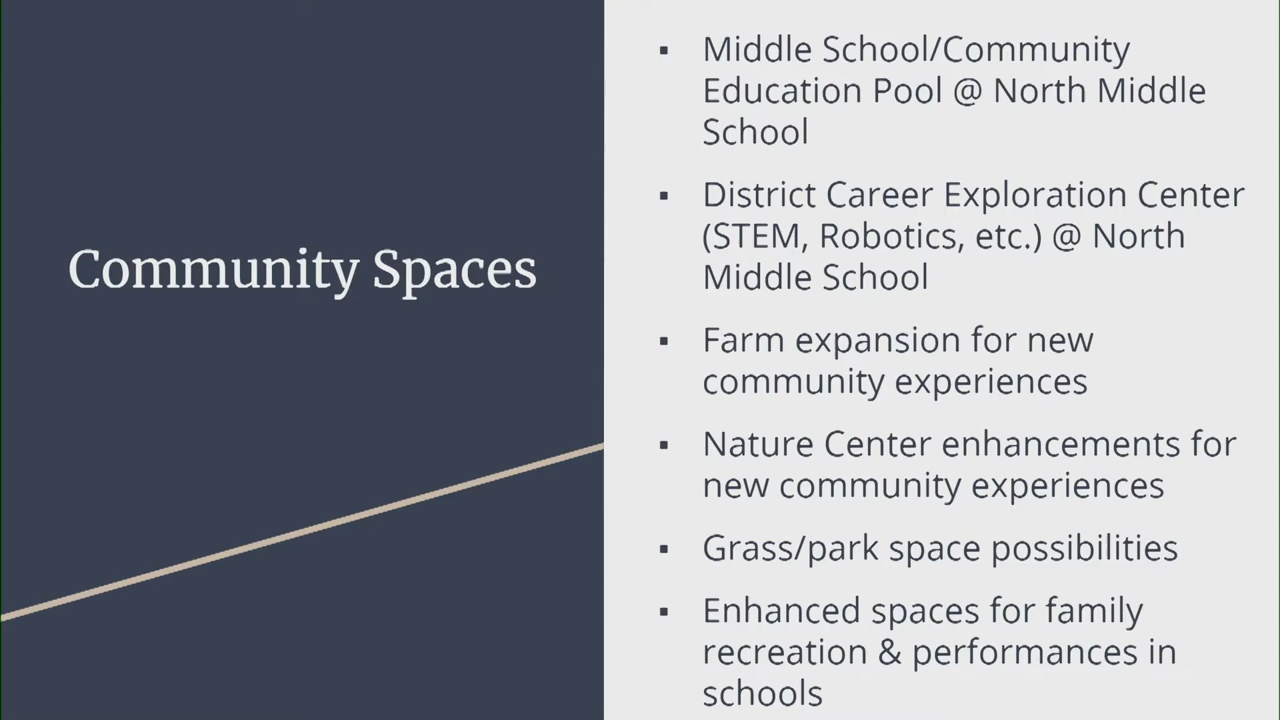 Community Spaces
▪ Middle School/Community
Education Pool @ North Middle
School
▪ District Career Exploration Center
(STEM, Robotics, etc.) @ North
Middle School
▪ Farm expansion for new
community experiences
▪ Nature Center enhancements for
new community experiences
▪ Grass/park space possibilities
▪ Enhanced spaces for family
recreation & performances in
schools